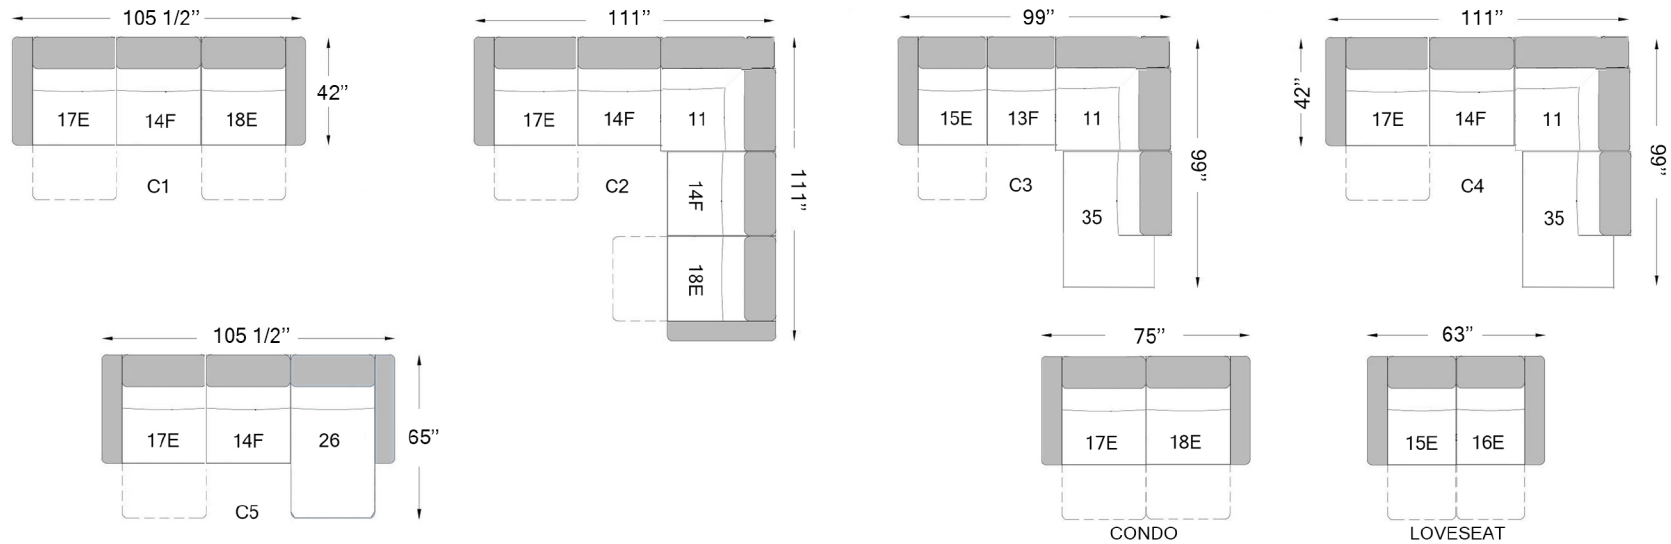 105 1/2’’
42’’
17E
14F
18E
C1
111’’
17E
14F
11
14F
18E
C2
111’’
99’’
15E
13F
11
35
C3
99’’
111’’
42’’
17E
14F
11
35
C4
99’’
105 1/2’’
17E
14F
26
65’’
C5
75’’
17E
18E
CONDO
63’’
15E
16E
LOVESEAT